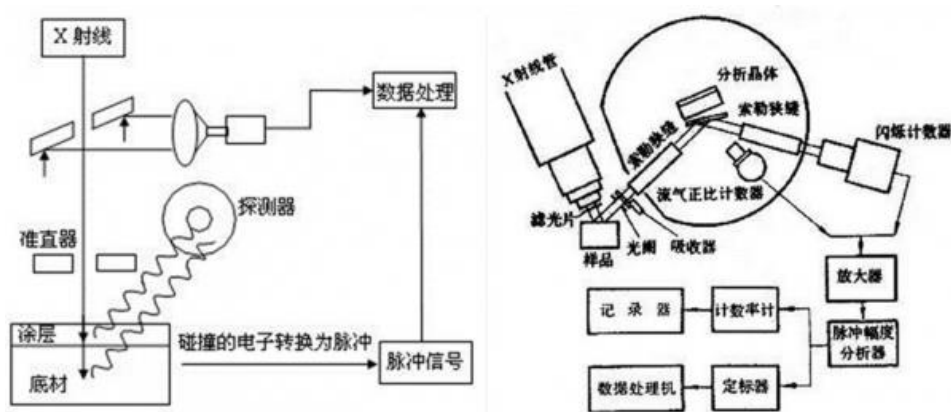 X 射线
数据处理
探测器
准直器
涂层
底材
碰撞的电子转换为脉冲
脉冲信号
X射线管
分析晶体
索勒狭缝
索勒狭缝
闪烁计数器
流气正比计数器
滤光片
样品
光阑
吸收器
放大器
记录器
计数率计
脉冲幅度
分析器
数据处理机
定标器